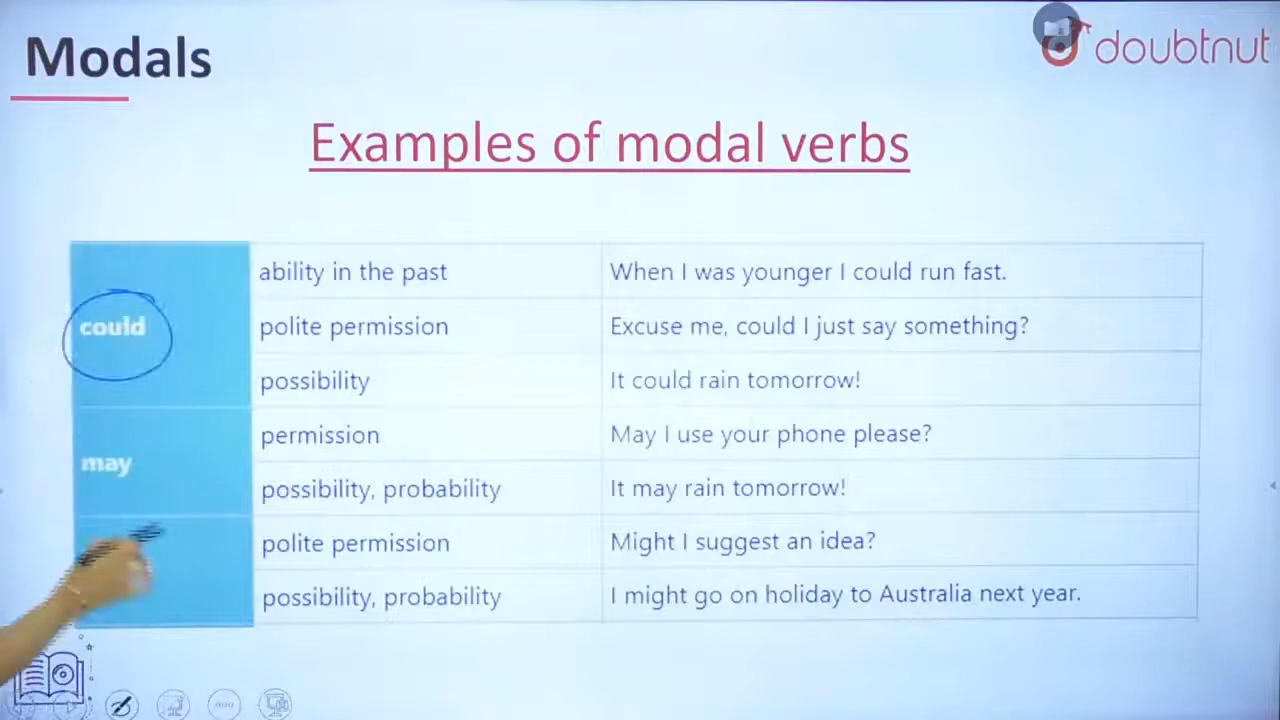 Modals
doubtnut
Examples of modal verbs
ability in the past When I was younger I could run fast.
could polite permission Excuse me, could I just say something?
possibility It could rain tomorrow!
may permission May I use your phone please?
possibility, probability It may rain tomorrow!
polite permission Might I suggest an idea?
possibility, probability I might go on holiday to Australia next year.